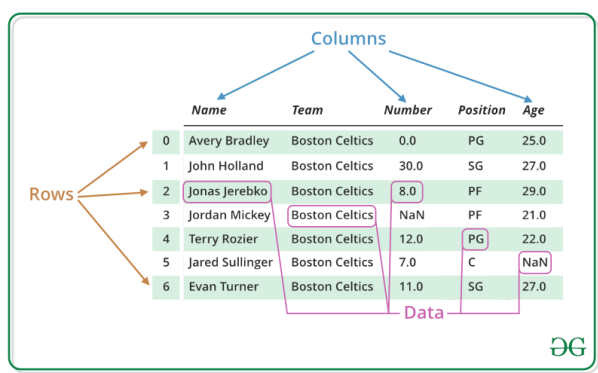 Columns
Name Team Number Position Age
0 Avery Bradley Boston Celtics 0.0 PG 25.0
1 John Holland Boston Celtics 30.0 SG 27.0
Rows
2 Jonas Jerebko Boston Celtics 8.0 PF 29.0
3 Jordan Mickey Boston Celtics NaN PF 21.0
4 Terry Rozier Boston Celtics 12.0 PG 22.0
5 Jared Sullinger Boston Celtics 7.0 C NaN
6 Evan Turner Boston Celtics 11.0 SG 27.0
Data